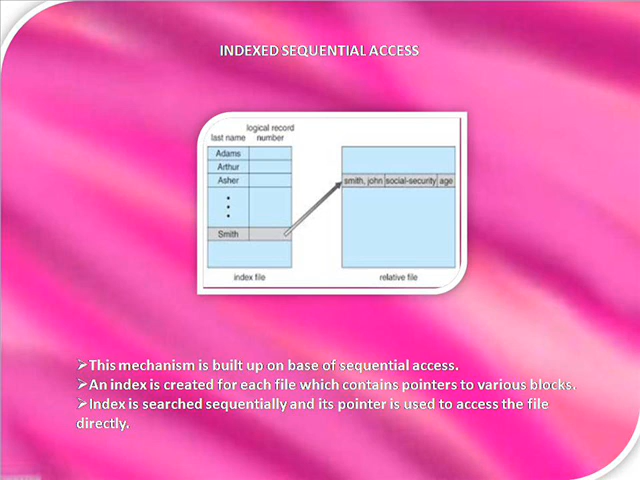 INDEXED SEQUENTIAL ACCESS
logical record
last name number
Adams
Arthur
Asher
smith, john social-security age
Smith
index file relative file
➢This mechanism is built up on base of sequential access.
➢An index is created for each file which contains pointers to various blocks.
➢Index is searched sequentially and its pointer is used to access the file
directly.